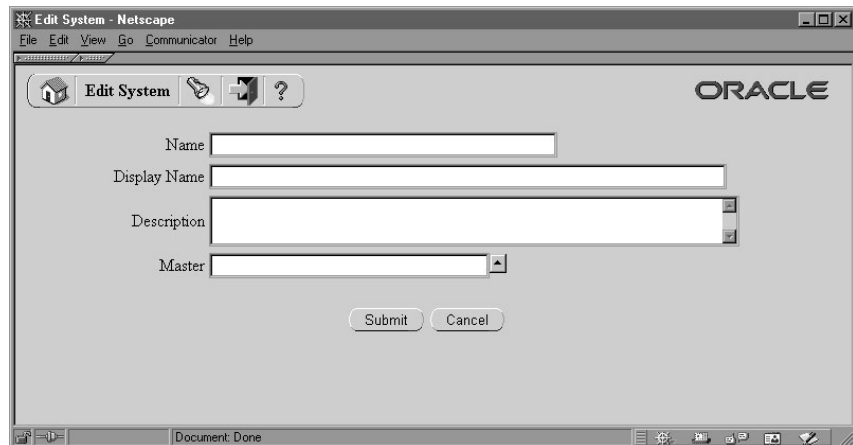 Edit System - Netscape
File Edit View Go Communicator Help
Edit System ?
ORACLE
Name
Display Name
Description
Master
Submit Cancel
Document: Done